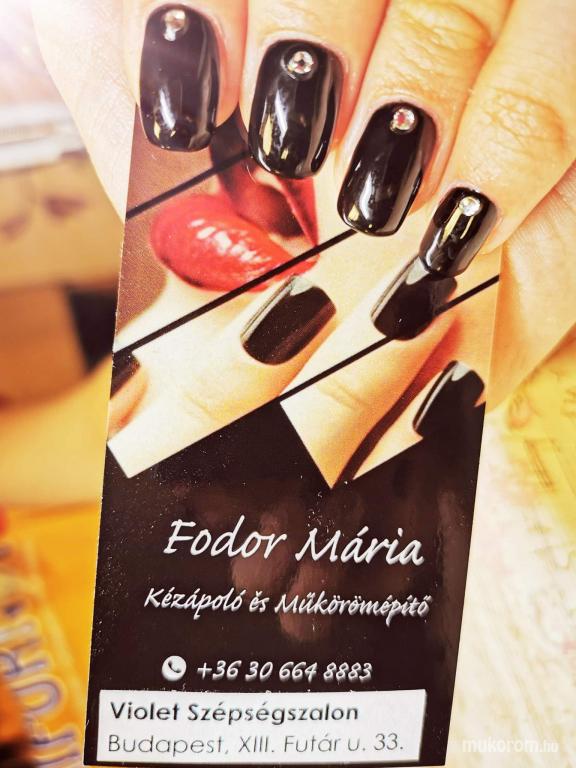 Fodor Mária
Kézápoló és Műkörömépítő
+36 30 664 8883
Violet Szépségszalon
Budapest, XIII. Futár u. 33.
mukorom.hu